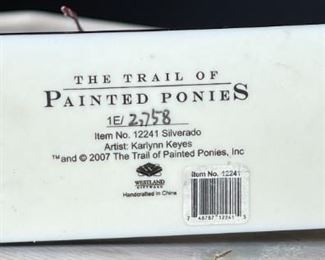 THE TRAIL OF
PAINTED PONIES
1E/ 2,758
Item No. 12241 Silverado
Artist: Karlynn Keyes
™and © 2007 The Trail of Painted Ponies, Inc
WESTLAND
GIFTWARE
Handcrafted in China
Item No. 12241